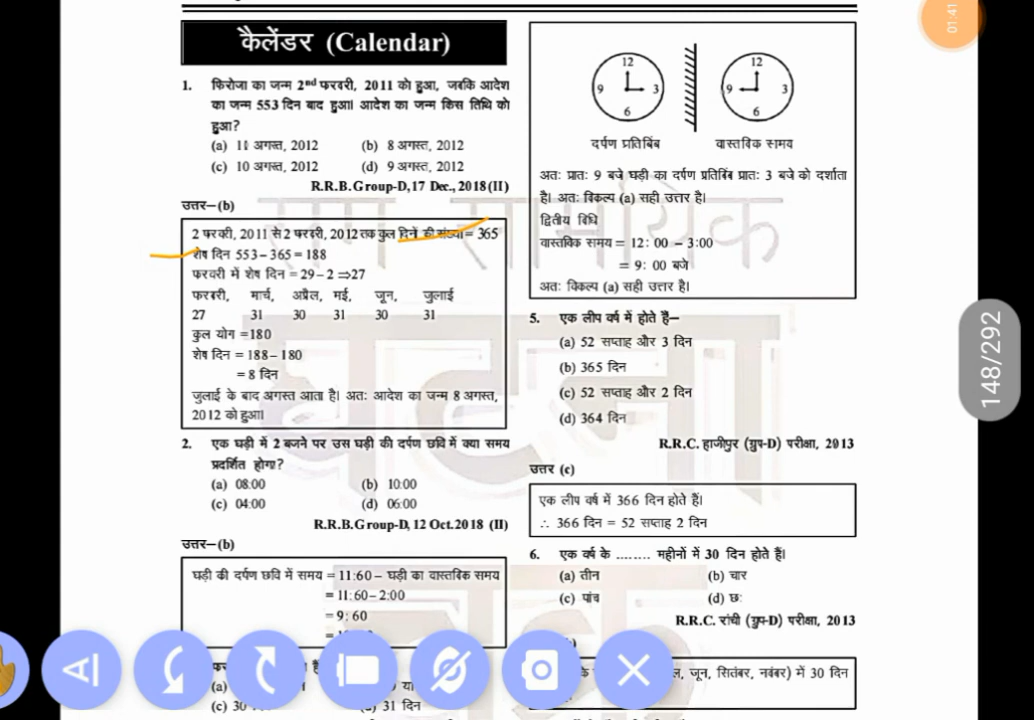 कैलेंडर (Calendar)
1. फिरोजा का जन्म 2nd फरवरी, 2011 को हुआ, जबकि आदेश
का जन्म 553 दिन बाद हुआ। आदेश का जन्म किस तिथि को
हुआ?
(a) 11 अगस्त, 2012 (b) 8 अगस्त, 2012
(c) 10 अगस्त, 2012 (d) 9 अगस्त, 2012
R.R.B.Group-D,17 Dec., 2018(II)
उत्तर–(b)
2 फरवरी, 2011 से 2 फरवरी, 2012 तक कुल दिनों की संख्या= 365
शेष दिन 553–365 = 188
फरवरी में शेष दिन = 29–2 ⇒27
फरवरी, मार्च, अप्रैल, मई, जून, जुलाई
27 31 30 31 30 31
कुल योग =180
शेष दिन = 188–180
= 8 दिन
जुलाई के बाद अगस्त आता है। अतः आदेश का जन्म 8 अगस्त,
2012 को हुआ।
2. एक घड़ी में 2 बजने पर उस घड़ी की दर्पण छवि में क्या समय
प्रदर्शित होगा?
(a) 08:00 (b) 10:00
(c) 04:00 (d) 06:00
R.R.B.Group-D, 12 Oct.2018 (II)
उत्तर–(b)
घड़ी की दर्पण छवि में समय = 11:60 – घड़ी का वास्तविक समय
= 11:60–2:00
= 9:60
(a)
(c) 30 31 दिन
12 12
9 3 9 3
6 6
दर्पण प्रतिबिंब वास्तविक समय
अतः प्रातः 9 बजे घड़ी का दर्पण प्रतिबिंब प्रातः 3 बजे को दर्शाता
है। अतः विकल्प (a) सही उत्तर है।
द्वितीय विधि
वास्तविक समय = 12: 00 – 3:00
= 9: 00 बजे
अतः विकल्प (a) सही उत्तर है।
5. एक लीप वर्ष में होते हैं–
(a) 52 सप्ताह और 3 दिन
(b) 365 दिन
(c) 52 सप्ताह और 2 दिन
(d) 364 दिन
R.R.C. हाजीपुर (ग्रुप-D) परीक्षा, 2013
उत्तर (c)
एक लीप वर्ष में 366 दिन होते हैं।
∴ 366 दिन = 52 सप्ताह 2 दिन
6. एक वर्ष के ........ महीनों में 30 दिन होते हैं।
(a) तीन (b) चार
(c) पांच (d) छः
R.R.C. रांची (ग्रुप-D) परीक्षा, 2013
जून, सितंबर, नवंबर) में 30 दिन
01:41
148/292